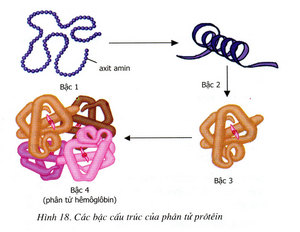 axit amin
Bậc 1
Bậc 2
Bậc 4
(phân tử hêmôglôbin)
Bậc 3
Hình 18. Các bậc cấu trúc của phân tử prôtêin